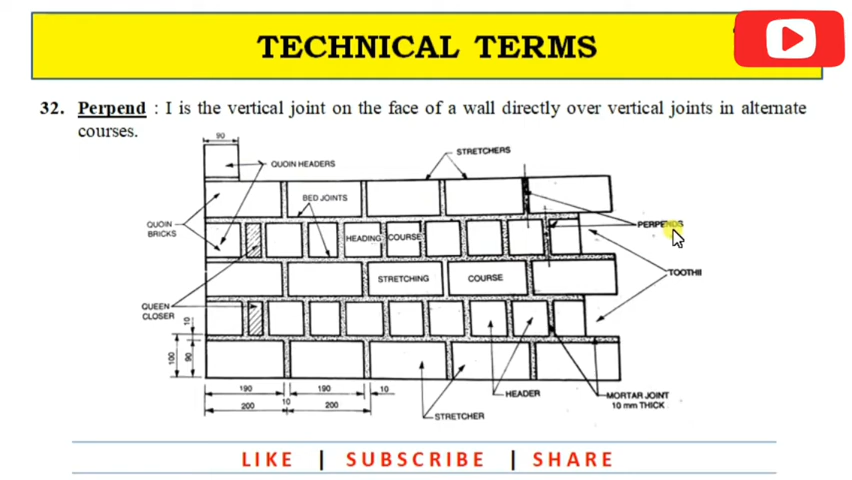 TECHNICAL TERMS
32. Perpend : I is the vertical joint on the face of a wall directly over vertical joints in alternate
courses.
90
QUOIN HEADERS
STRETCHERS
BED JOINTS
QUOIN
BRICKS
PERPENDS
HEADING COURSE
STRETCHING COURSE
TOOTHII
QUEEN
CLOSER
10
100
90
190
190
10
200
10
200
HEADER
MORTAR JOINT
10 mm THICK
STRETCHER
LIKE | SUBSCRIBE | SHARE